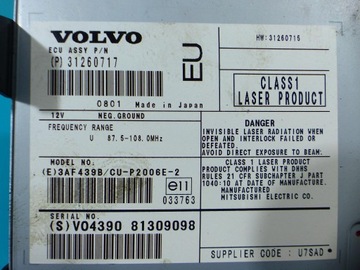 VOLVO
ECU ASSY P/N
(P) 31260717
EU
HW:31260715
CLASS1
LASER PRODUCT
0801 Made in Japan
12V NEG.GROUND
FREQUENCY RANGE
U 87.5-108.0MHz
DANGER
INVISIBLE LASER RADIATION WHEN
OPEN AND INTERLOCK FAILED OR
DEFEATED.
AVOID DIRECT EXPOSURE TO BEAM.
MODEL NO.
(E)3AF439B/CU-P2006E-2
e11
033763
CLASS 1 LASER PRODUCT
PRODUCT COMPLIES WITH DHHS
RULES 21 CFR SUBCHAPTER J PART
1040:10 AT DATE OF MANUFACTURE.
MANUFACTURED
MITSUBISHI ELECTRIC CO.
SERIAL NO.
(S)VO4390 81309098
SUPPLIER CODE : U7SAD